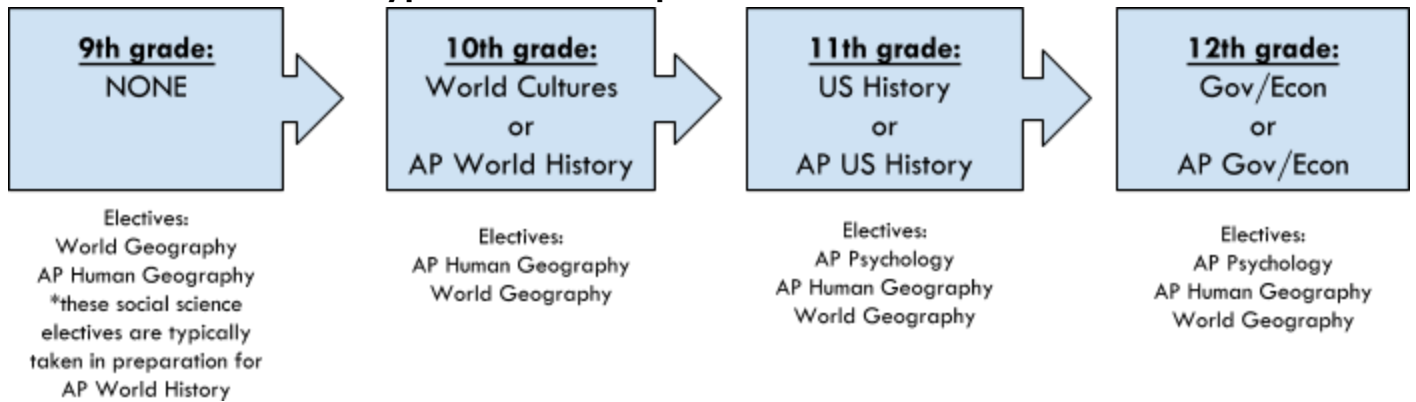 9th grade:
NONE
Electives:
World Geography
AP Human Geography
*these social science
electives are typically
taken in preparation for
AP World History
10th grade:
World Cultures
or
AP World History
Electives:
AP Human Geography
World Geography
11th grade:
US History
or
AP US History
Electives:
AP Psychology
AP Human Geography
World Geography
12th grade:
Gov/Econ
or
AP Gov/Econ
Electives:
AP Psychology
AP Human Geography
World Geography